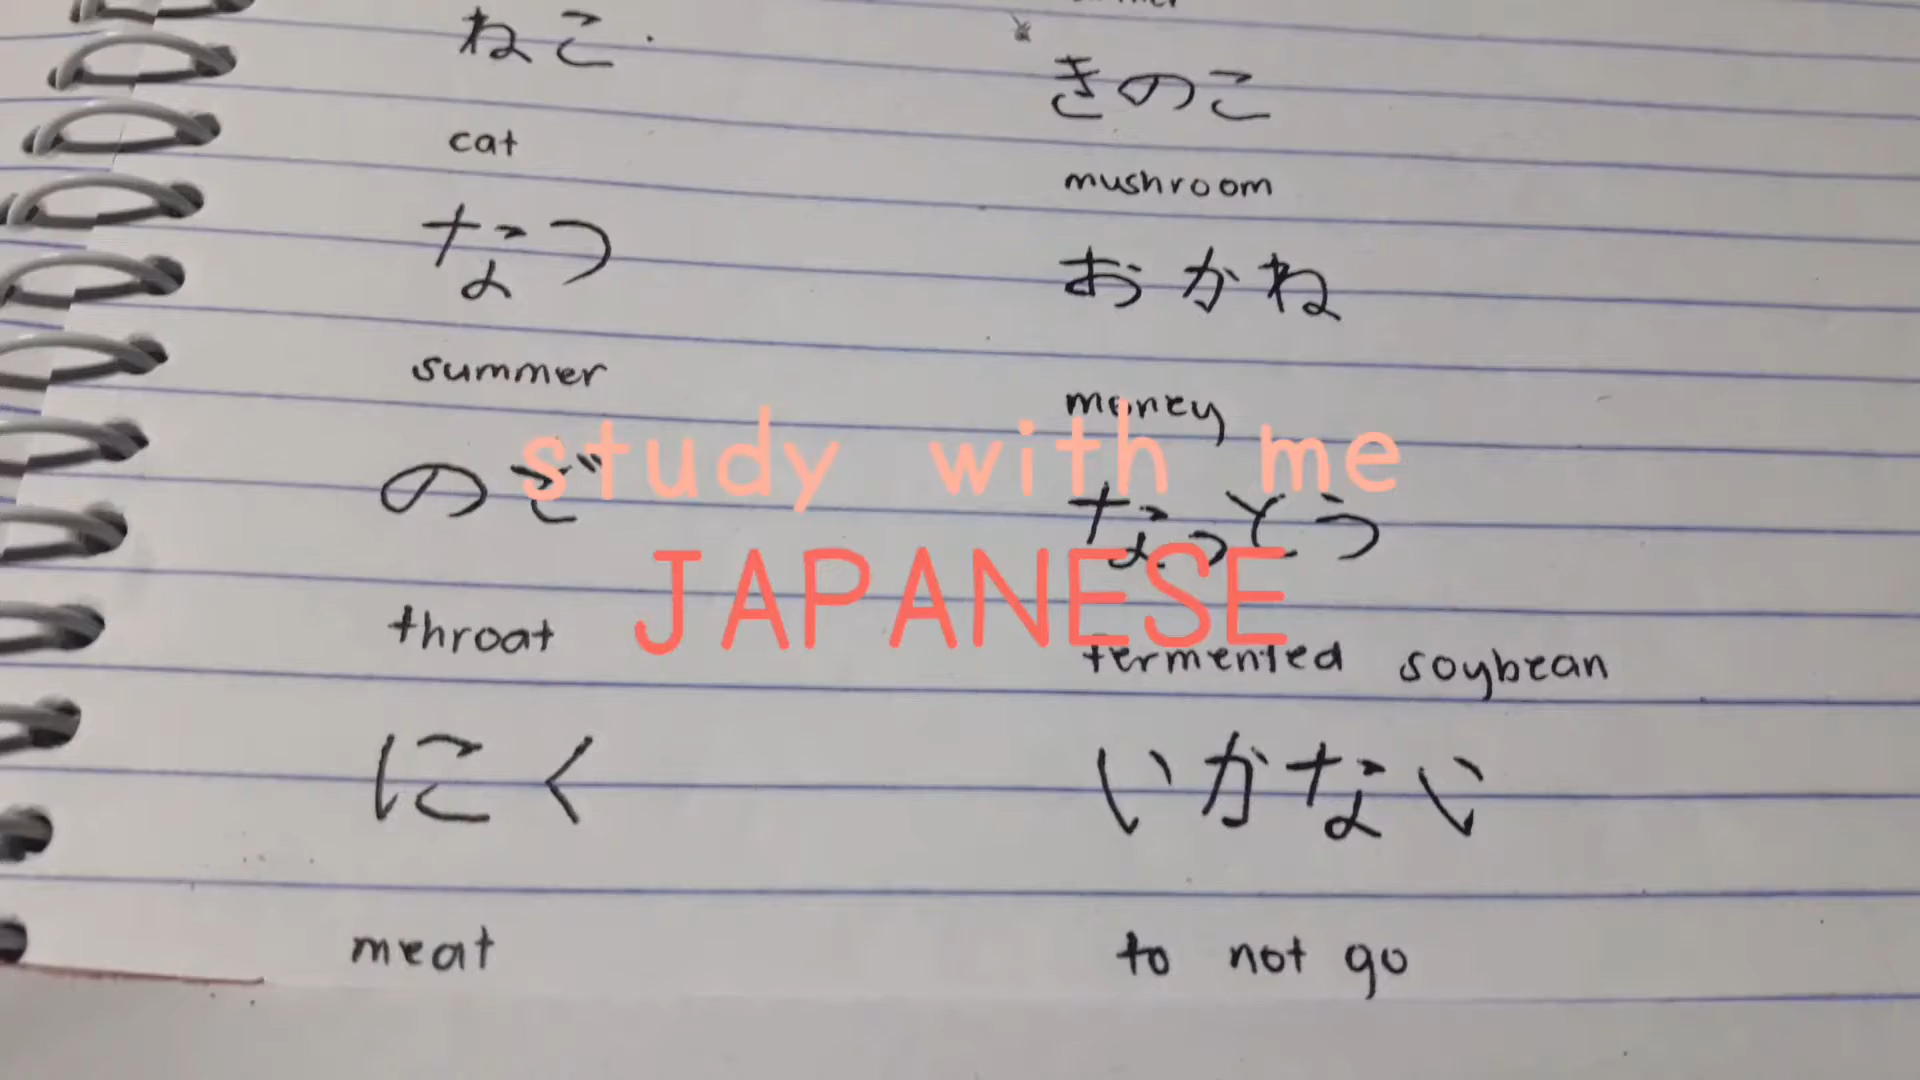 ねこ
cat
なつ
summer
のど
throat
にく
meat
きのこ
mushroom
おかね
money
なっとう
fermented soybean
いかない
to not go
study with me
JAPANESE